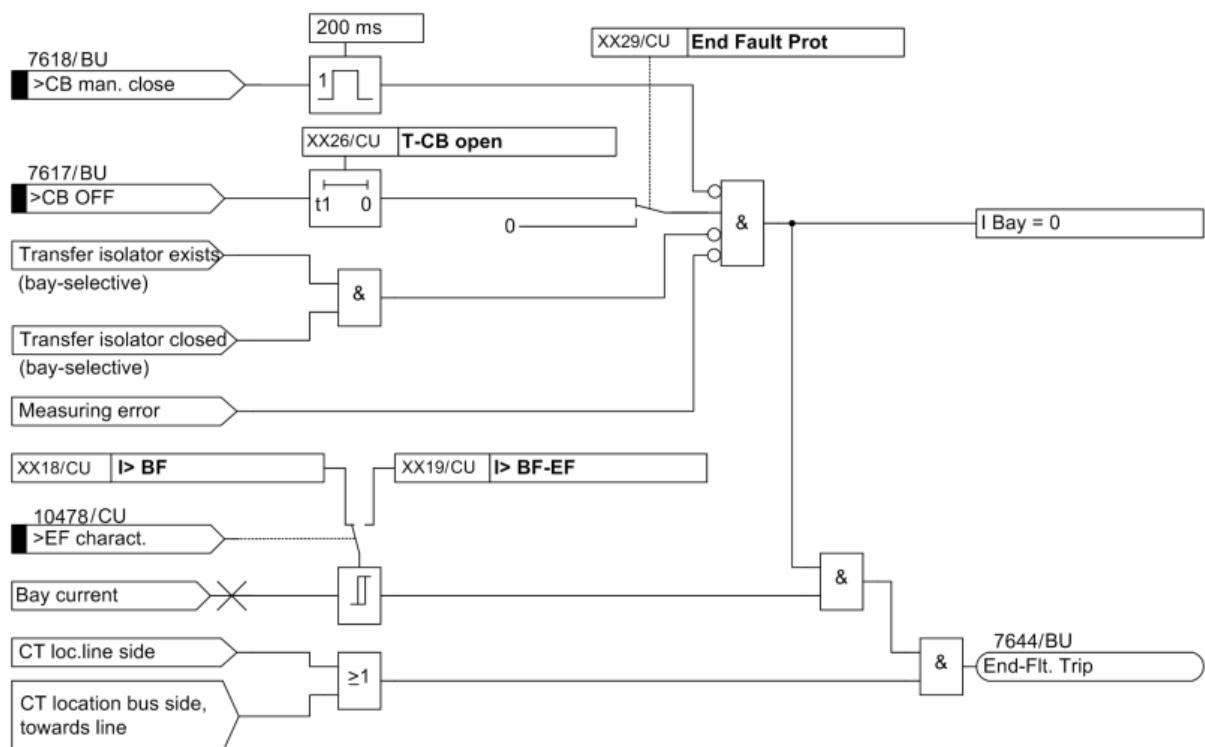 200 ms
XX29/CU End Fault Prot
7618/BU
>CB man. close
1
XX26/CU T-CB open
7617/BU
>CB OFF
t1 0
0
&
I Bay = 0
Transfer isolator exists
(bay-selective)
&
Transfer isolator closed
(bay-selective)
Measuring error
XX18/CU I> BF
XX19/CU I> BF-EF
10478/CU
>EF charact.
Bay current
&
CT loc.line side
≥1
&
7644/BU
End-Flt. Trip
CT location bus side,
towards line